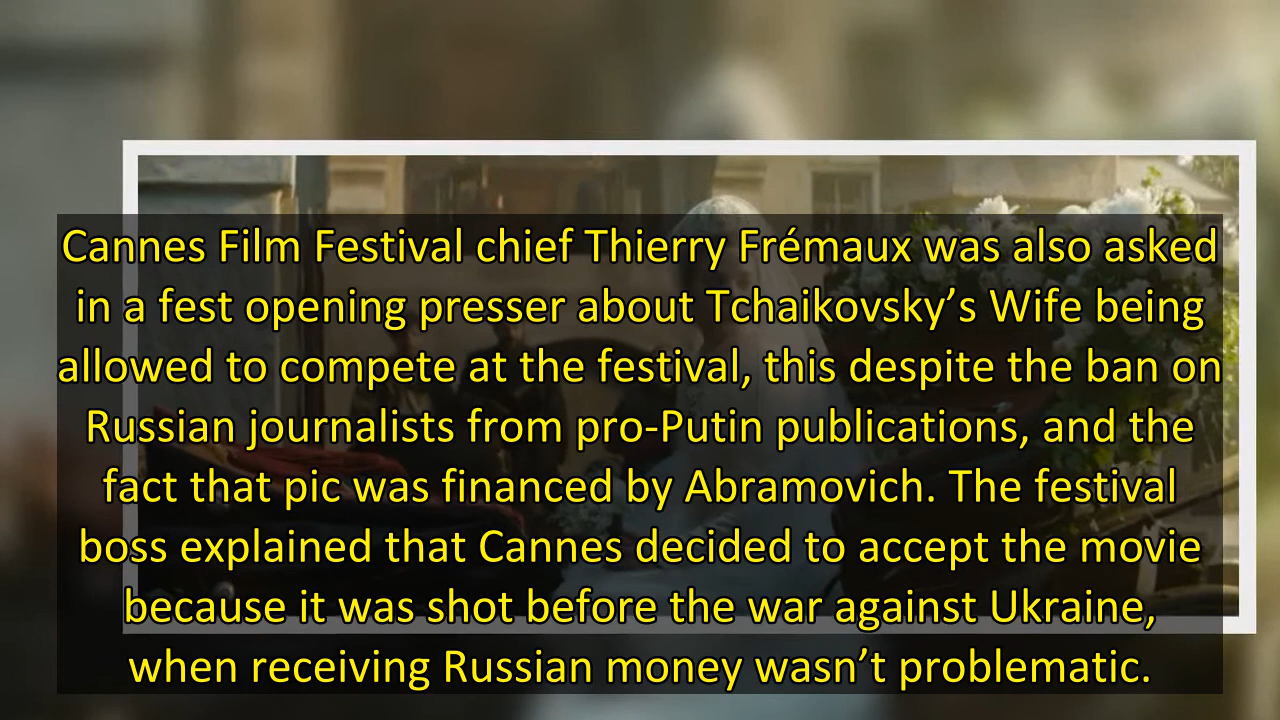 Cannes Film Festival chief Thierry Frémaux was also asked
in a fest opening presser about Tchaikovsky’s Wife being
allowed to compete at the festival, this despite the ban on
Russian journalists from pro-Putin publications, and the
fact that pic was financed by Abramovich. The festival
boss explained that Cannes decided to accept the movie
because it was shot before the war against Ukraine,
when receiving Russian money wasn’t problematic.